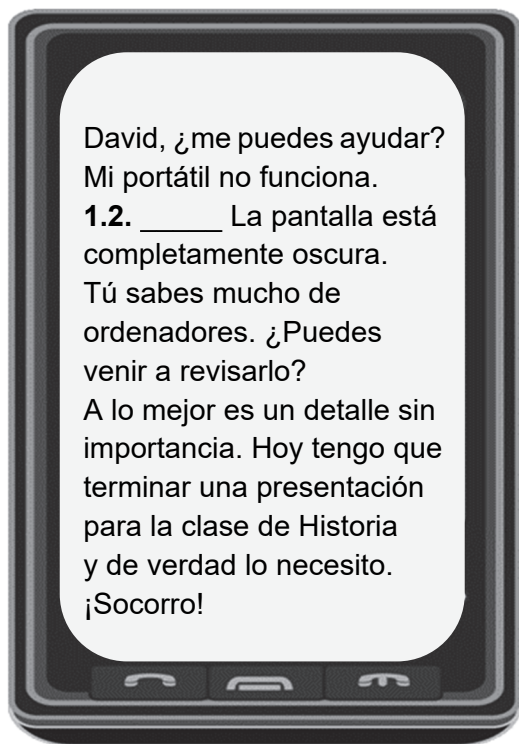 David, ¿me puedes ayudar?
Mi portátil no funciona.
1.2. _____ La pantalla está
completamente oscura.
Tú sabes mucho de
ordenadores. ¿Puedes
venir a revisarlo?
A lo mejor es un detalle sin
importancia. Hoy tengo que
terminar una presentación
para la clase de Historia
y de verdad lo necesito.
¡Socorro!